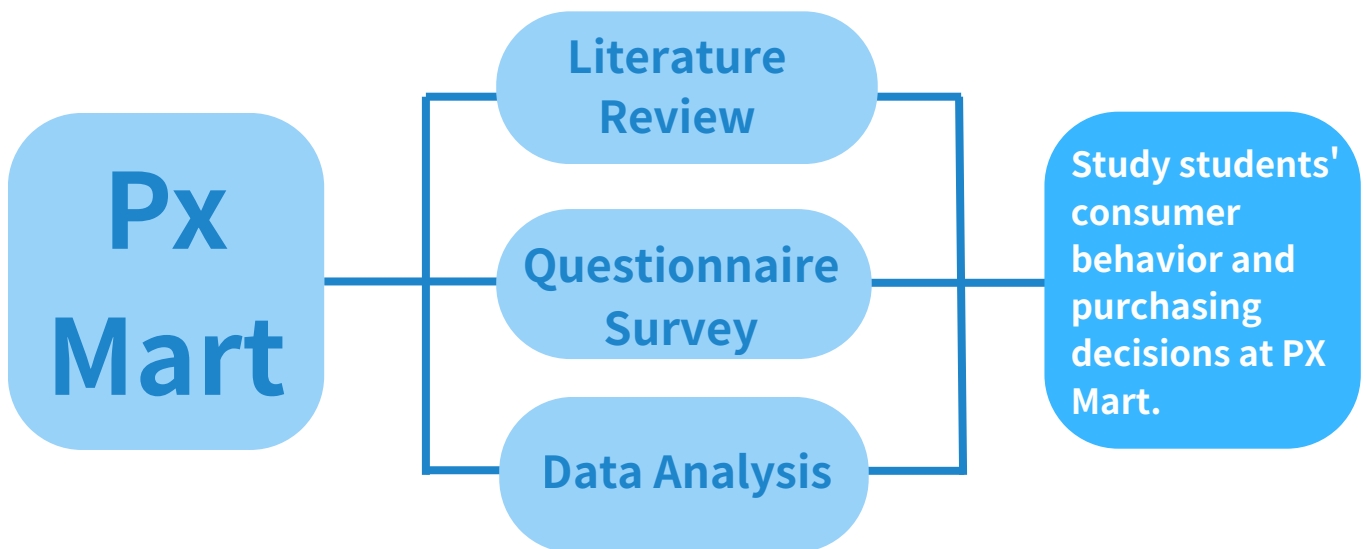 Px
Mart
Literature
Review
Questionnaire
Survey
Data Analysis
Study students'
consumer
behavior and
purchasing
decisions at PX
Mart.